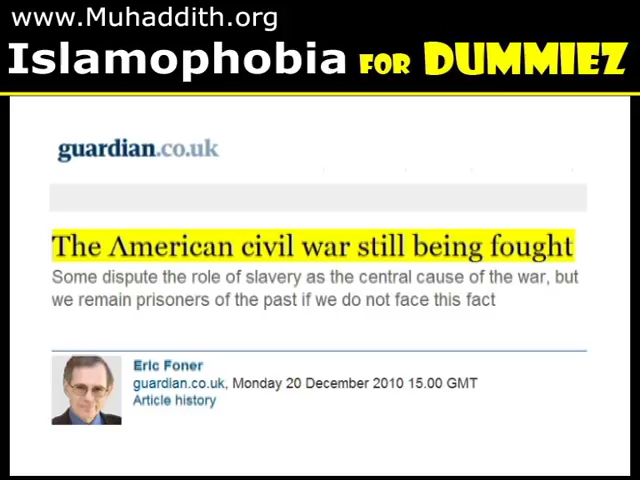 www.Muhaddith.org
Islamophobia FOR DUMMIEZ
guardian.co.uk
The American civil war still being fought
Some dispute the role of slavery as the central cause of the war, but
we remain prisoners of the past if we do not face this fact
Eric Foner
guardian.co.uk, Monday 20 December 2010 15.00 GMT
Article history